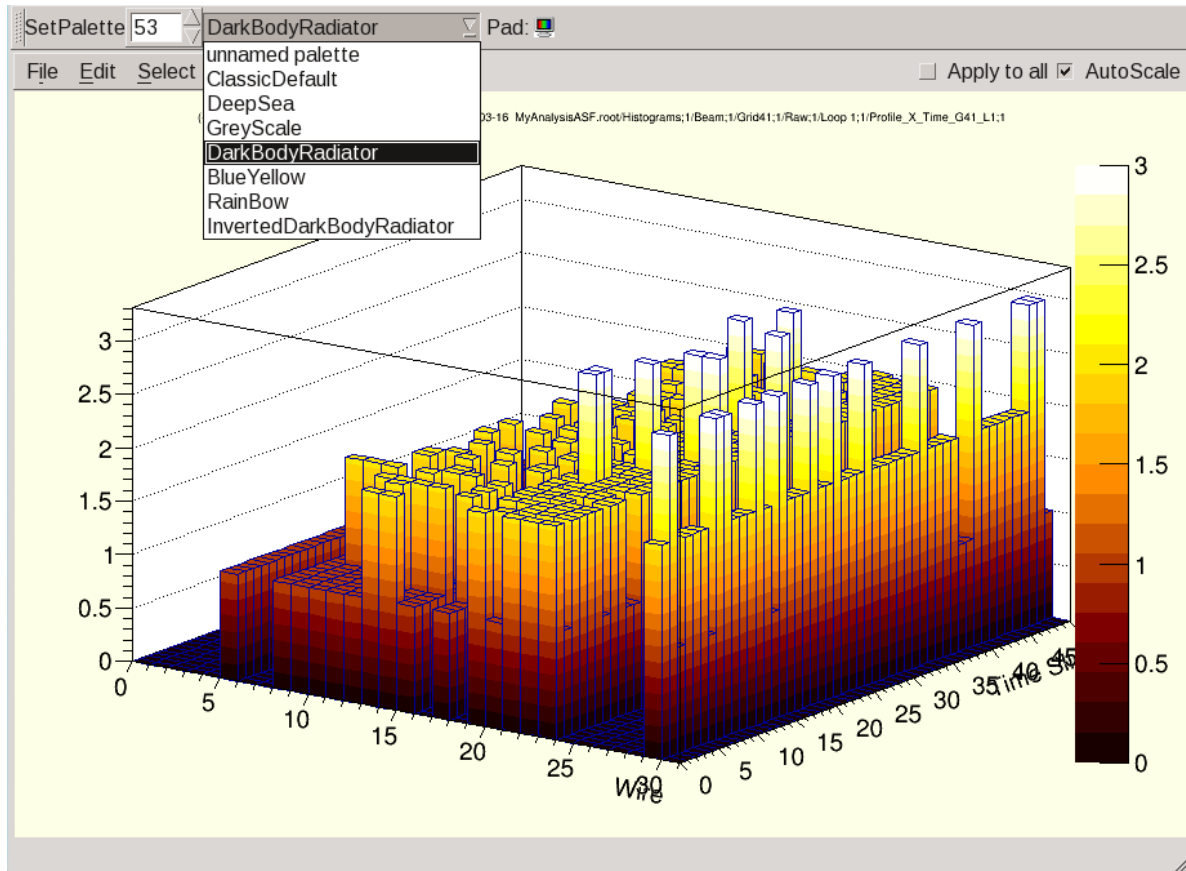 SetPalette 53 DarkBodyRadiator Pad:
unnamed palette
ClassicDefault
DeepSea
GreyScale
DarkBodyRadiator
BlueYellow
RainBow
InvertedDarkBodyRadiator
File Edit Select Apply to all AutoScale
03-16 MyAnalysisASF.root/Histograms;1/Beam;1/Grid41;1/Raw;1/Loop 1;1/Profile_X_Time_G41_L1;1
3
2.5
2
1.5
1
0.5
0
3
2.5
2
1.5
1
0.5
0
0 5 10 15 20 25 30
Wire
0 5 10 15 20 25 30 35 40 45
Time Sli